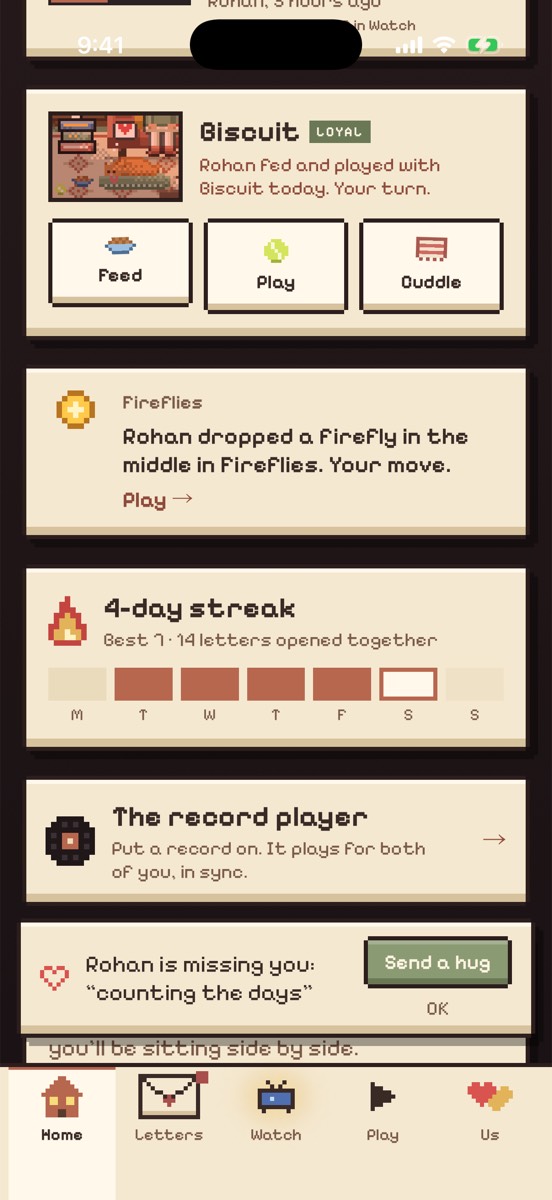 Rohan, 3 hours ago
in Watch
9:41
Biscuit LOYAL
Rohan fed and played with
Biscuit today. Your turn.
Feed
Play
Cuddle
Fireflies
Rohan dropped a firefly in the
middle in Fireflies. Your move.
Play →
4-day streak
Best 7 · 14 letters opened together
M T W T F S S
The record player
Put a record on. It plays for both
of you, in sync.
→
Rohan is missing you:
“counting the days”
Send a hug
OK
you'll be sitting side by side.
Home
Letters
Watch
Play
Us